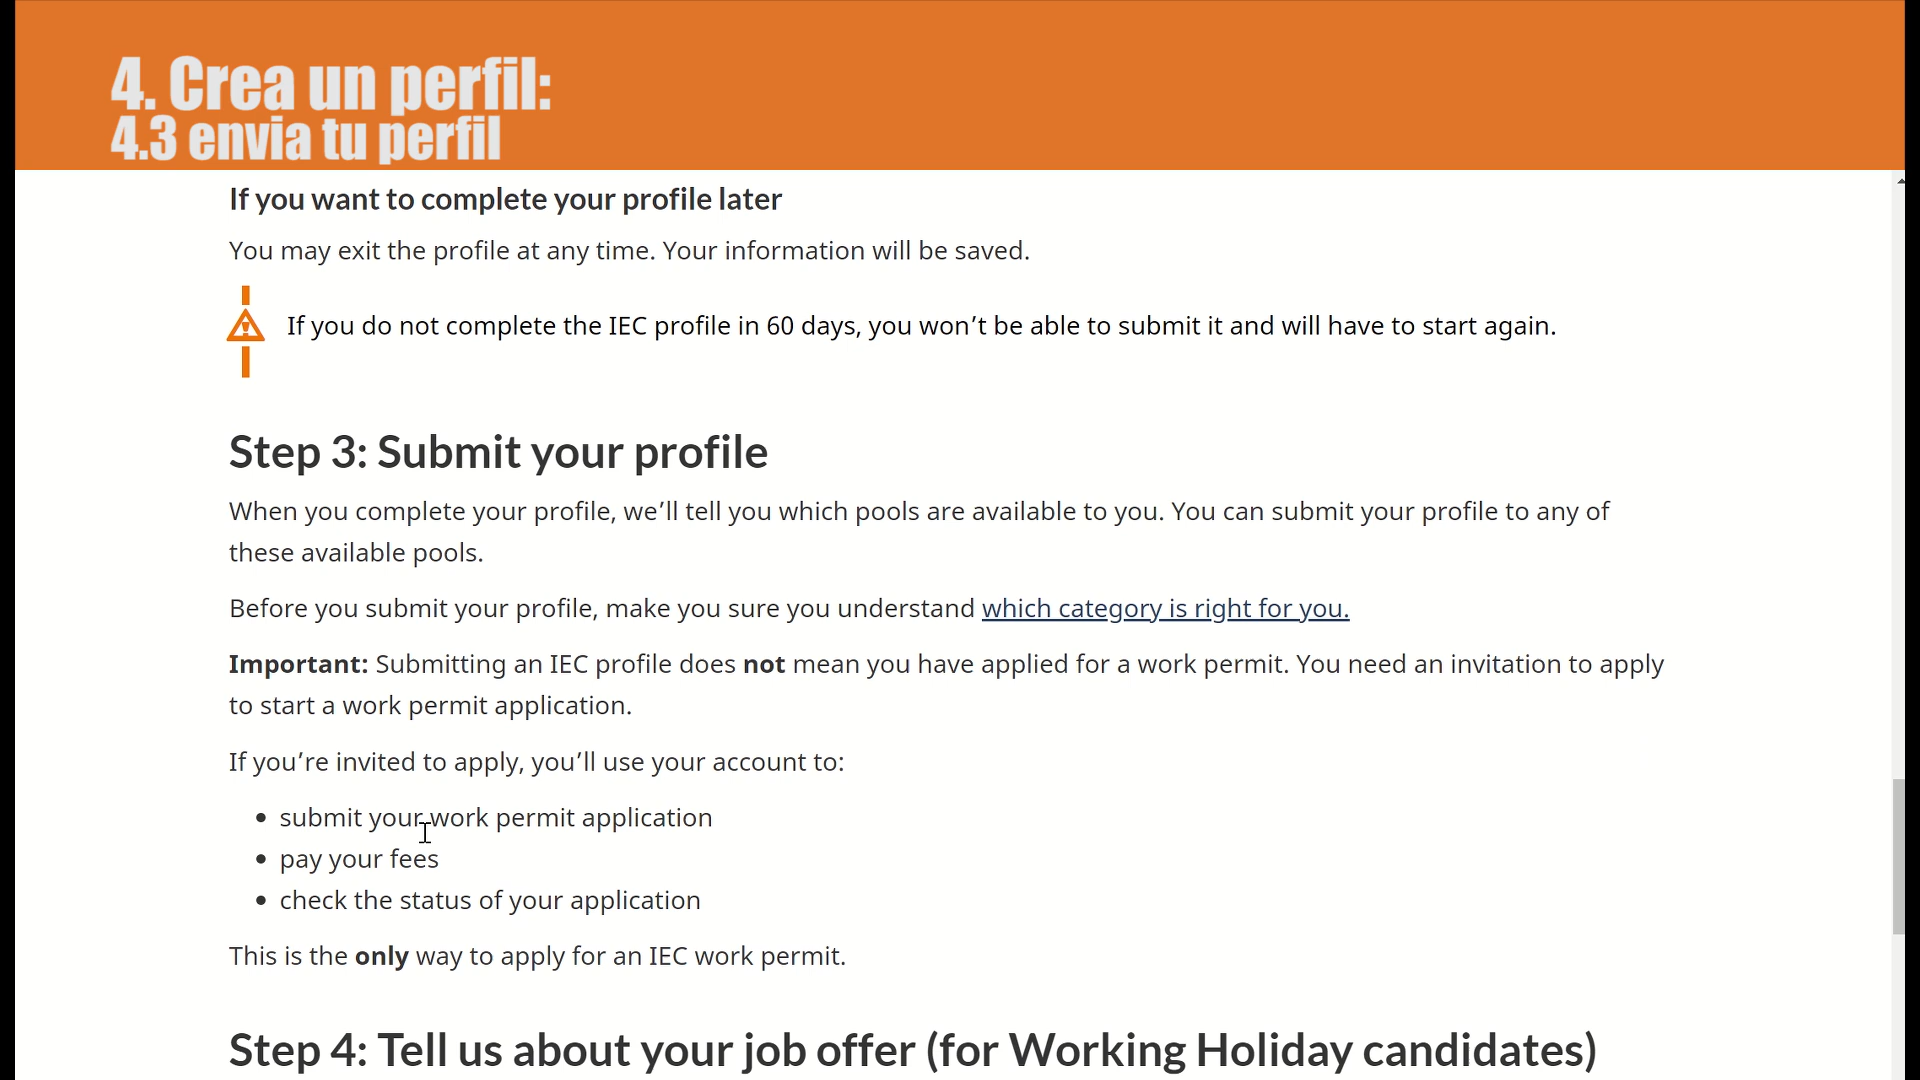 4. Crea un perfil:
4.3 envia tu perfil
If you want to complete your profile later
You may exit the profile at any time. Your information will be saved.
If you do not complete the IEC profile in 60 days, you won’t be able to submit it and will have to start again.
Step 3: Submit your profile
When you complete your profile, we’ll tell you which pools are available to you. You can submit your profile to any of
these available pools.
Before you submit your profile, make you sure you understand which category is right for you.
Important: Submitting an IEC profile does not mean you have applied for a work permit. You need an invitation to apply
to start a work permit application.
If you’re invited to apply, you’ll use your account to:
• submit your work permit application
• pay your fees
• check the status of your application
This is the only way to apply for an IEC work permit.
Step 4: Tell us about your job offer (for Working Holiday candidates)